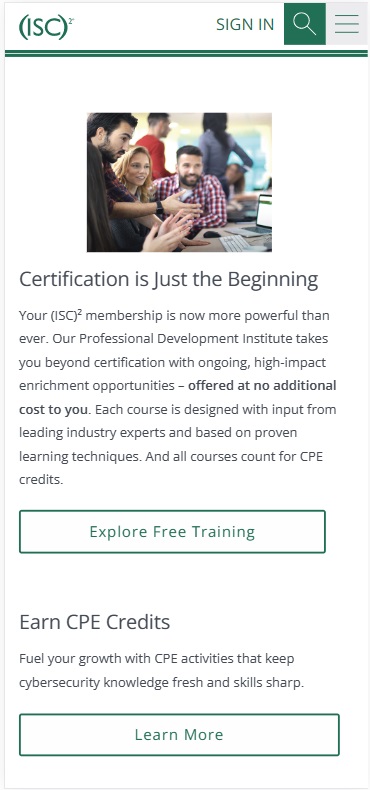 (ISC)²®
SIGN IN
Certification is Just the Beginning
Your (ISC)² membership is now more powerful than
ever. Our Professional Development Institute takes
you beyond certification with ongoing, high-impact
enrichment opportunities – offered at no additional
cost to you. Each course is designed with input from
leading industry experts and based on proven
learning techniques. And all courses count for CPE
credits.
Explore Free Training
Earn CPE Credits
Fuel your growth with CPE activities that keep
cybersecurity knowledge fresh and skills sharp.
Learn More